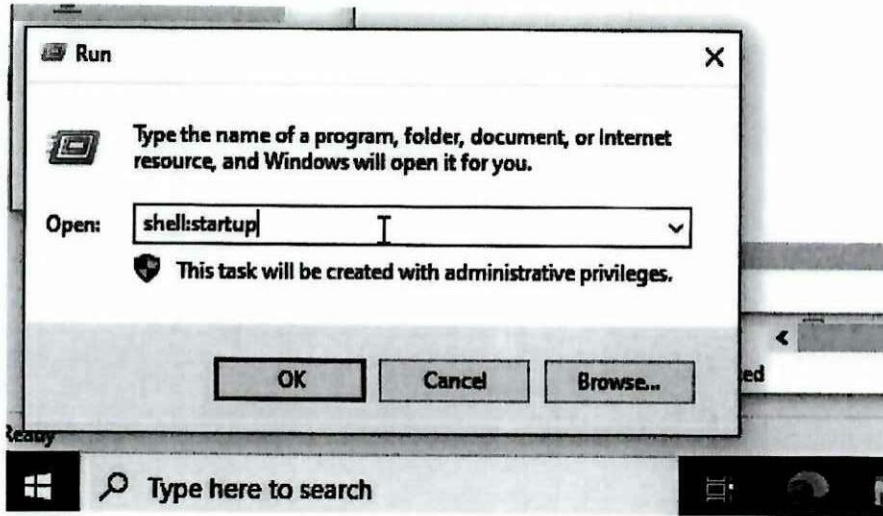 Run
Type the name of a program, folder, document, or Internet
resource, and Windows will open it for you.
Open:
shell:startup
This task will be created with administrative privileges.
OK
Cancel
Browse...
ed
Ready
Type here to search